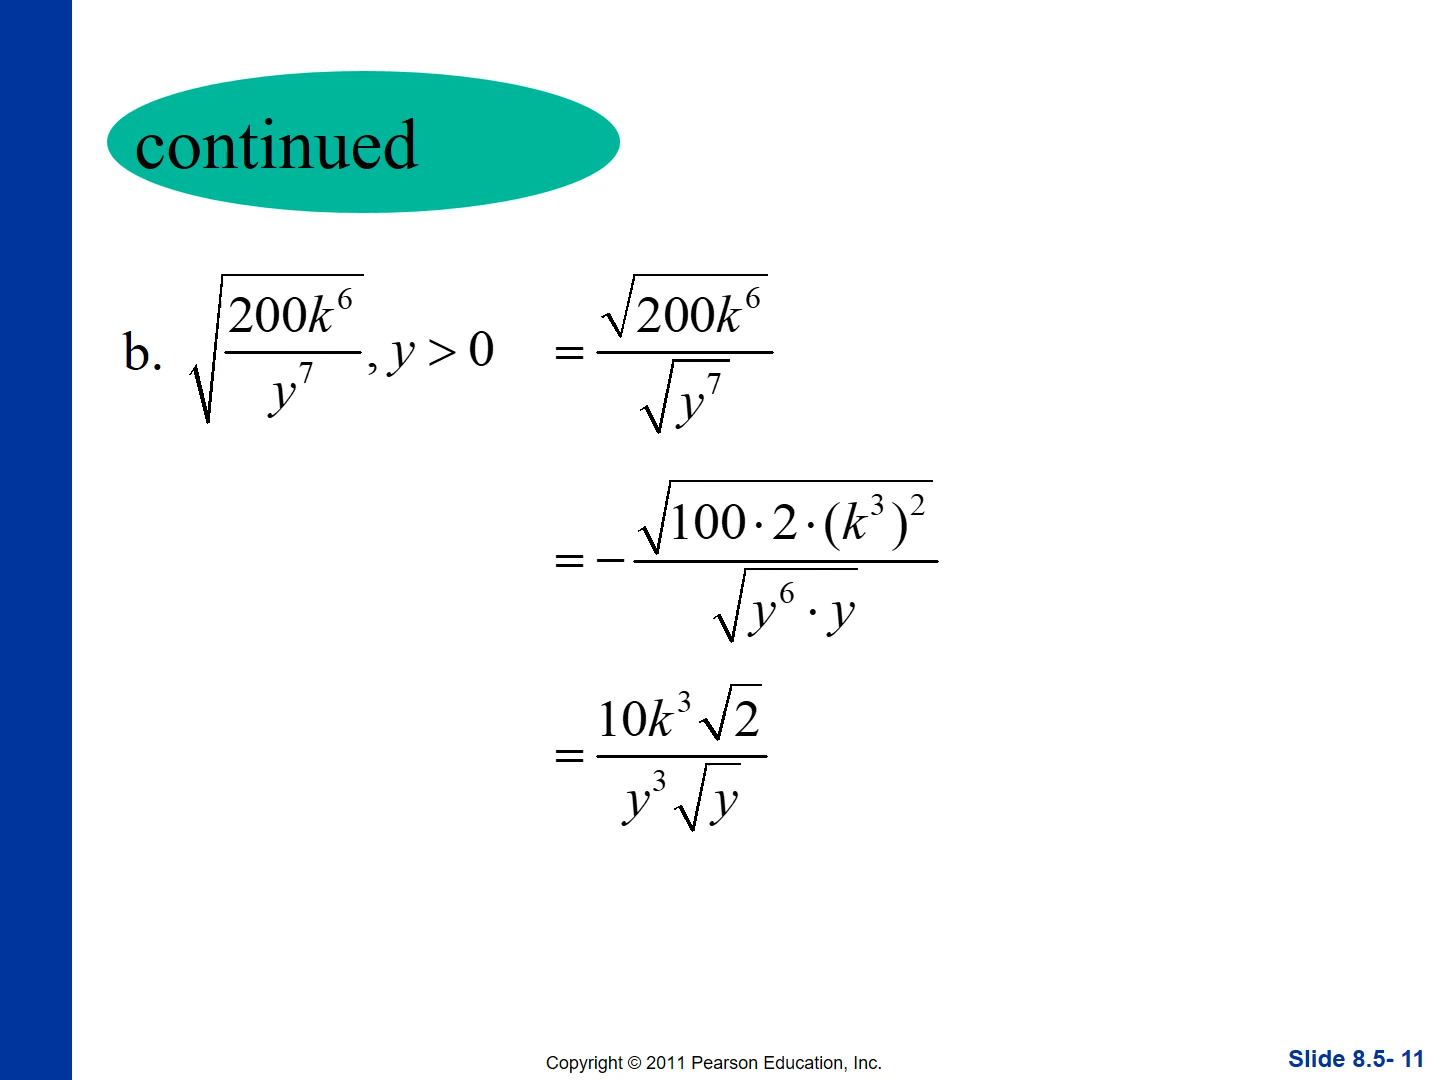 continued
b. √(200k⁶/y⁷), y > 0 = √(200k⁶)/√(y⁷)
= −√(100 · 2 · (k³)²)/√(y⁶ · y)
= 10k³√2/(y³√y)
Copyright © 2011 Pearson Education, Inc.
Slide 8.5- 11